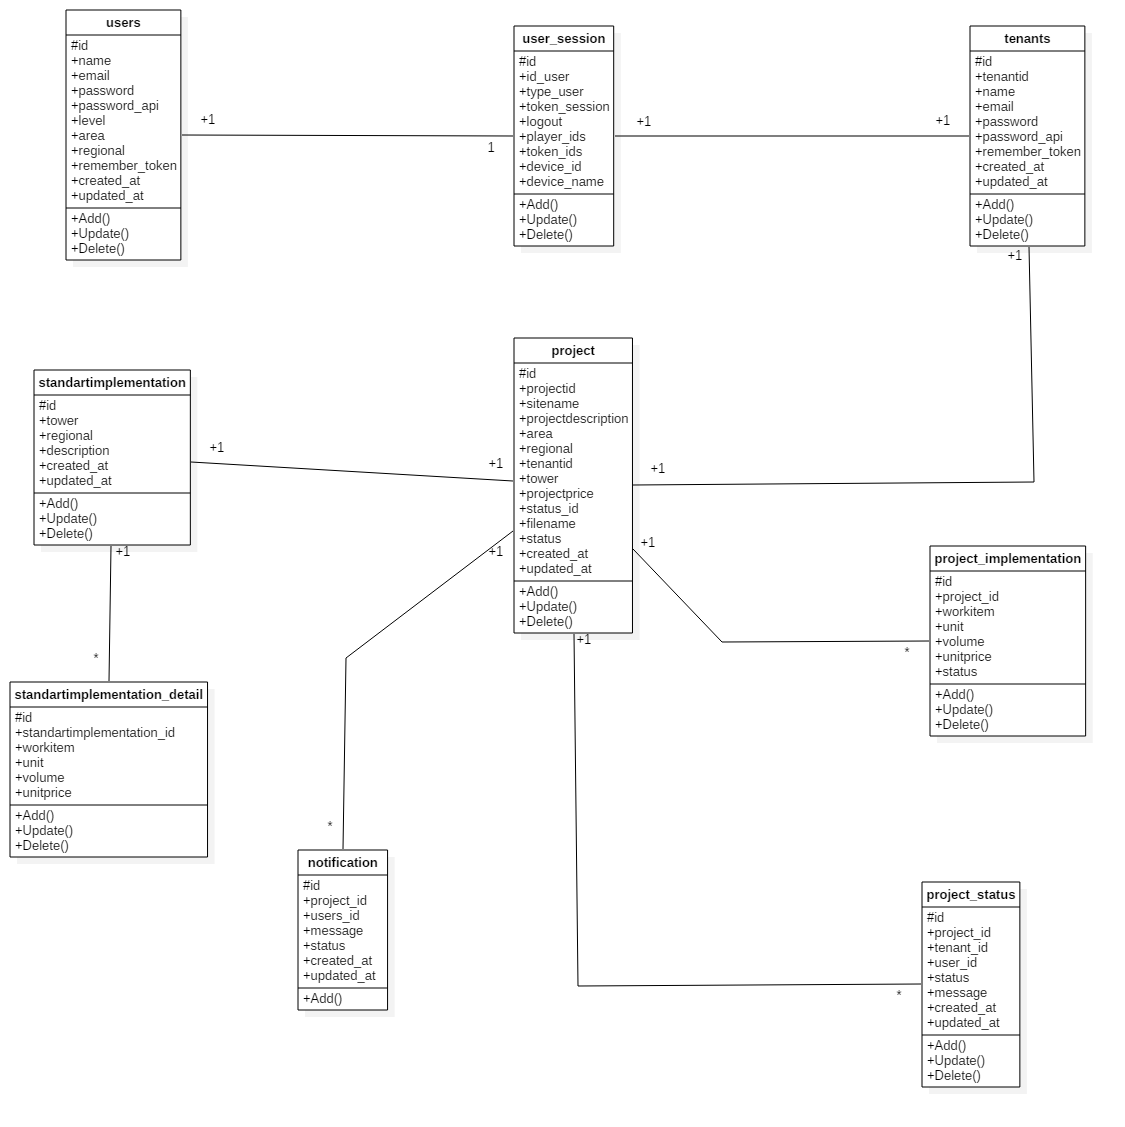 users
#id
+name
+email
+password
+password_api
+level
+area
+regional
+remember_token
+created_at
+updated_at
+Add()
+Update()
+Delete()
+1
1
user_session
#id
+id_user
+type_user
+token_session
+logout
+player_ids
+token_ids
+device_id
+device_name
+Add()
+Update()
+Delete()
+1
+1
tenants
#id
+tenantid
+name
+email
+password
+password_api
+remember_token
+created_at
+updated_at
+Add()
+Update()
+Delete()
+1
standartimplementation
#id
+tower
+regional
+description
+created_at
+updated_at
+Add()
+Update()
+Delete()
+1
+1
+1
project
#id
+projectid
+sitename
+projectdescription
+area
+regional
+tenantid
+tower
+projectprice
+status_id
+filename
+status
+created_at
+updated_at
+Add()
+Update()
+Delete()
+1
+1
+1
+1
project_implementation
#id
+project_id
+workitem
+unit
+volume
+unitprice
+status
+Add()
+Update()
+Delete()
*
*
standartimplementation_detail
#id
+standartimplementation_id
+workitem
+unit
+volume
+unitprice
+Add()
+Update()
+Delete()
*
notification
#id
+project_id
+users_id
+message
+status
+created_at
+updated_at
+Add()
*
project_status
#id
+project_id
+tenant_id
+user_id
+status
+message
+created_at
+updated_at
+Add()
+Update()
+Delete()